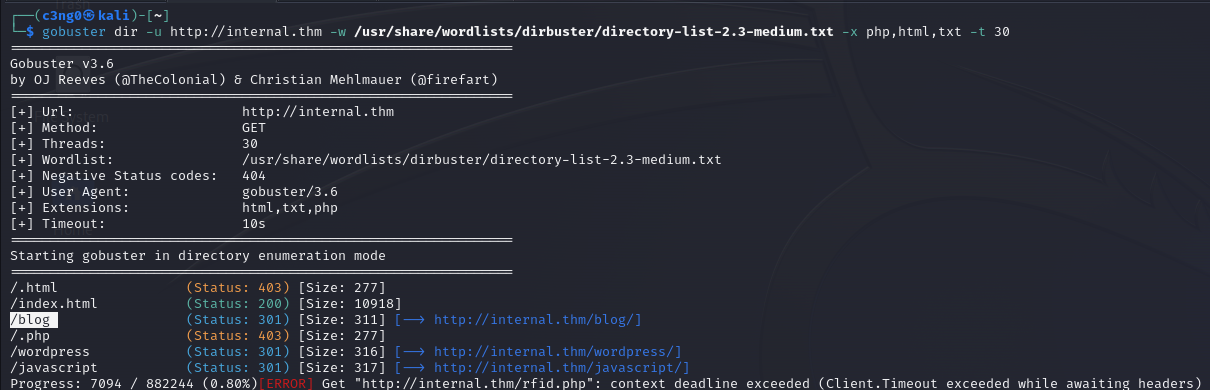 ┌──(c3ng0㉿kali)-[~]
└─$ gobuster dir -u http://internal.thm -w /usr/share/wordlists/dirbuster/directory-list-2.3-medium.txt -x php,html,txt -t 30
===============================================================
Gobuster v3.6
by OJ Reeves (@TheColonial) & Christian Mehlmauer (@firefart)
===============================================================
[+] Url:                     http://internal.thm
[+] Method:                  GET
[+] Threads:                 30
[+] Wordlist:                /usr/share/wordlists/dirbuster/directory-list-2.3-medium.txt
[+] Negative Status codes:   404
[+] User Agent:              gobuster/3.6
[+] Extensions:              html,txt,php
[+] Timeout:                 10s
===============================================================
Starting gobuster in directory enumeration mode
===============================================================
/.html                (Status: 403) [Size: 277]
/index.html           (Status: 200) [Size: 10918]
/blog                 (Status: 301) [Size: 311] [--> http://internal.thm/blog/]
/.php                 (Status: 403) [Size: 277]
/wordpress            (Status: 301) [Size: 316] [--> http://internal.thm/wordpress/]
/javascript           (Status: 301) [Size: 317] [--> http://internal.thm/javascript/]
Progress: 7094 / 882244 (0.80%)[ERROR] Get "http://internal.thm/rfid.php": context deadline exceeded (Client.Timeout exceeded while awaiting headers)